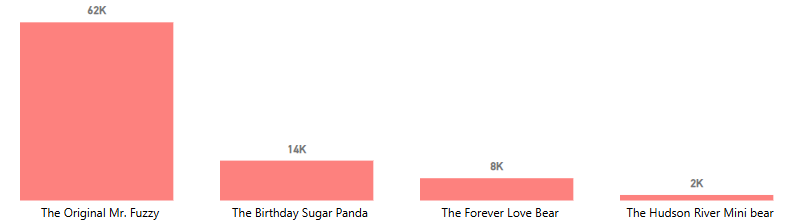 62K
14K
8K
2K
The Original Mr. Fuzzy
The Birthday Sugar Panda
The Forever Love Bear
The Hudson River Mini bear